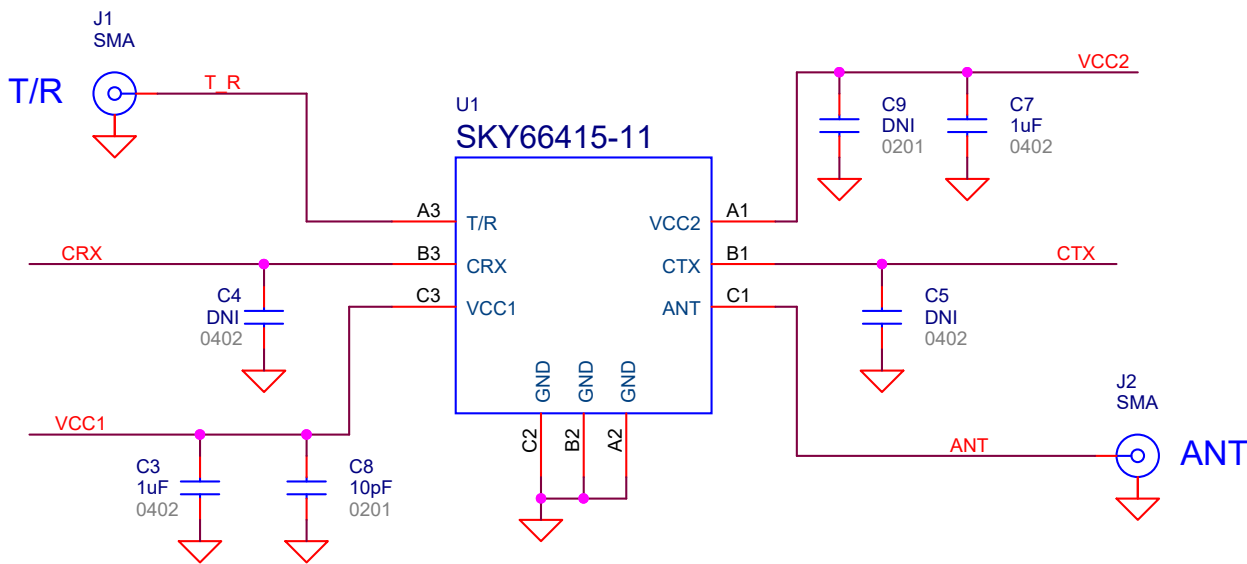 J1
SMA
T/R
T_R
U1
SKY66415-11
VCC2
C9
DNI
0201
C7
1uF
0402
A3
T/R
VCC2
A1
CRX
B3
CRX
CTX
B1
CTX
C3
VCC1
ANT
C1
C4
DNI
0402
C5
DNI
0402
GND
GND
GND
C2
B2
A2
J2
SMA
VCC1
ANT
ANT
C3
1uF
0402
C8
10pF
0201